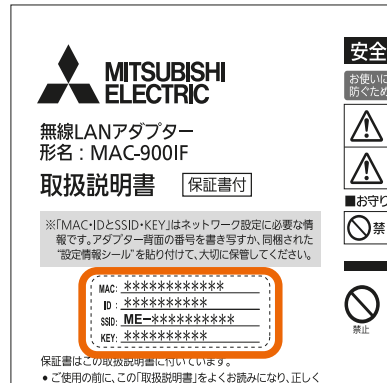 MITSUBISHI
ELECTRIC
無線LANアダプター
形名：MAC-900IF
取扱説明書 保証書付
※「MAC・IDとSSID・KEY」はネットワーク設定に必要な情
報です。アダプター背面の番号を書き写すか、同梱された
"設定情報シール"を貼り付けて、大切に保管してください。
MAC: ************
ID : **********
SSID: ME-**********
KEY: **********
保証書はこの取扱説明書に付いています。
• ご使用の前に、この「取扱説明書」をよくお読みになり、正しく
安全
お使いに
防ぐため
■お守り
禁
禁止